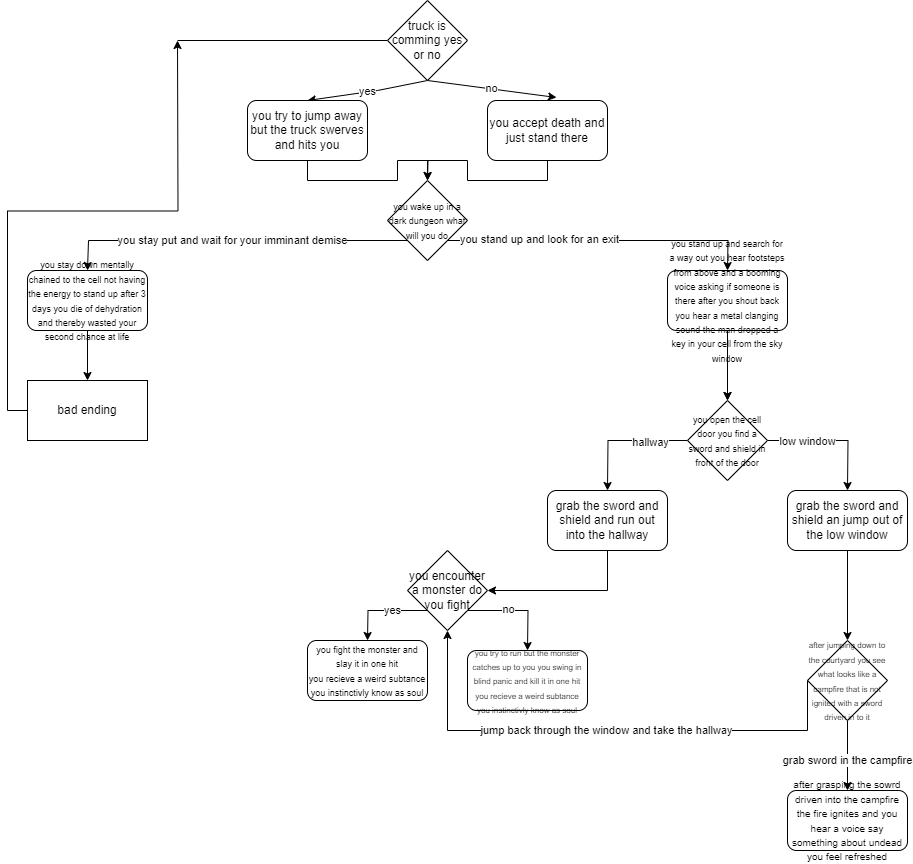 truck is
comming yes
or no
yes
no
you try to jump away
but the truck swerves
and hits you
you accept death and
just stand there
you wake up in a
dark dungeon what
will you do
you stay put and wait for your imminant demise
you stand up and look for an exit
you stay down mentally
chained to the cell not having
the energy to stand up after 3
days you die of dehydration
and thereby wasted your
second chance at life
you stand up and search for
a way out you hear footsteps
from above and a booming
voice asking if someone is
there after you shout back
you hear a metal clanging
sound the man dropped a
key in your cell from the sky
window
bad ending
you open the cell
door you find a
sword and shield in
front of the door
hallway
low window
grab the sword and
shield and run out
into the hallway
grab the sword and
shield an jump out of
the low window
you encounter
a monster do
you fight
yes
no
you fight the monster and
slay it in one hit
you recieve a weird subtance
you instinctivly know as soul
you try to run but the monster
catches up to you you swing in
blind panic and kill it in one hit
you recieve a weird subtance
you instinctivly know as soul
after jumping down to
the courtyard you see
what looks like a
campfire that is not
ignited with a sword
driven in to it
jump back through the window and take the hallway
grab sword in the campfire
after grasping the sowrd
driven into the campfire
the fire ignites and you
hear a voice say
something about undead
you feel refreshed